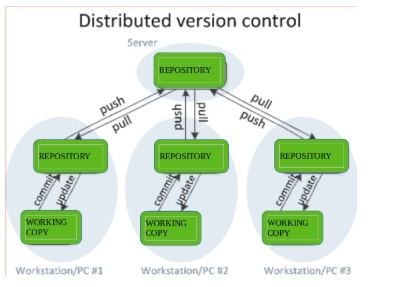 Distributed version control
Server
REPOSITORY
push
pull
push
pull
pull
push
REPOSITORY
REPOSITORY
REPOSITORY
commit
update
commit
update
commit
update
WORKING
COPY
WORKING
COPY
WORKING
COPY
Workstation/PC #1
Workstation/PC #2
Workstation/PC #3